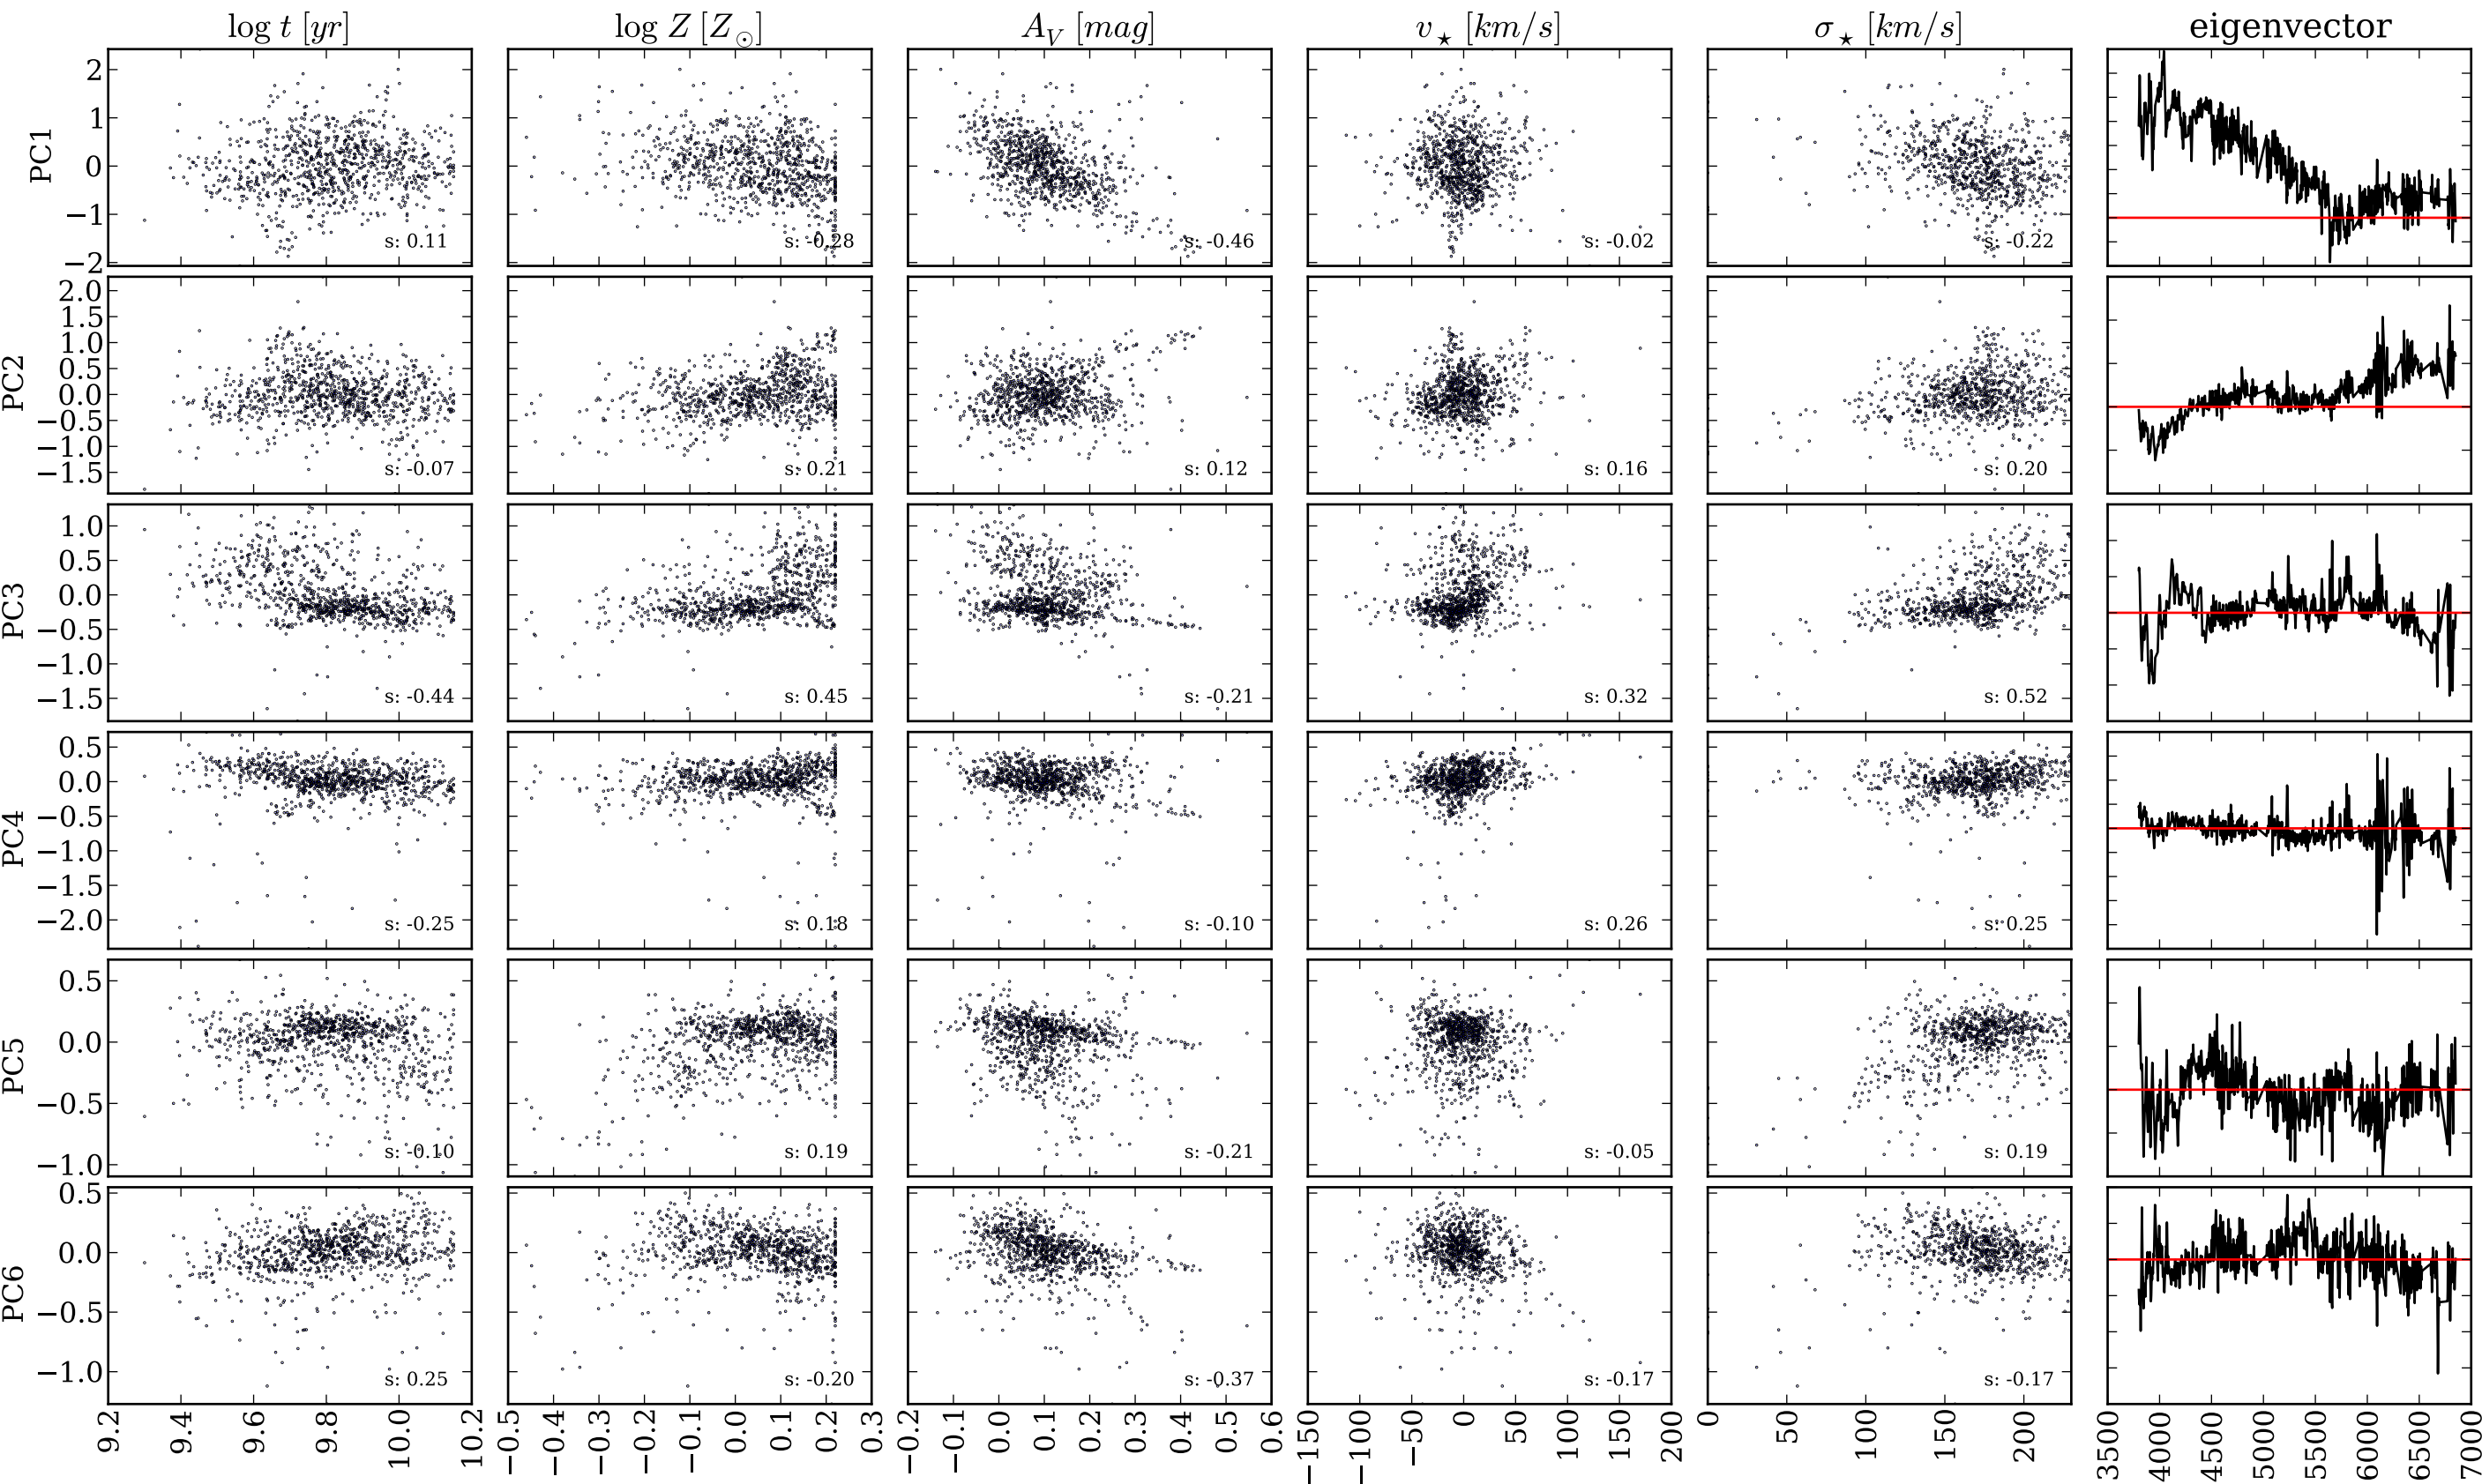 log t [yr] log Z [Z☉] A_V [mag] v⋆ [km/s] σ⋆ [km/s] eigenvector
PC1
2
1
0
−1
−2
s: 0.11 s: -0.28 s: -0.46 s: -0.02 s: -0.22
PC2
2.0
1.5
1.0
0.5
0.0
−0.5
−1.0
−1.5
s: -0.07 s: 0.21 s: 0.12 s: 0.16 s: 0.20
PC3
1.0
0.5
0.0
−0.5
−1.0
−1.5
s: -0.44 s: 0.45 s: -0.21 s: 0.32 s: 0.52
PC4
0.5
0.0
−0.5
−1.0
−1.5
−2.0
s: -0.25 s: 0.18 s: -0.10 s: 0.26 s: 0.25
PC5
0.5
0.0
−0.5
−1.0
s: -0.10 s: 0.19 s: -0.21 s: -0.05 s: 0.19
PC6
0.5
0.0
−0.5
−1.0
s: 0.25 s: -0.20 s: -0.37 s: -0.17 s: -0.17
9.2 9.4 9.6 9.8 10.0 10.2
−0.5 −0.4 −0.3 −0.2 −0.1 0.0 0.1 0.2 0.3
−0.2 −0.1 0.0 0.1 0.2 0.3 0.4 0.5 0.6
−150 −100 −50 0 50 100 150 200
0 50 100 150 200
3500 4000 4500 5000 5500 6000 6500 7000